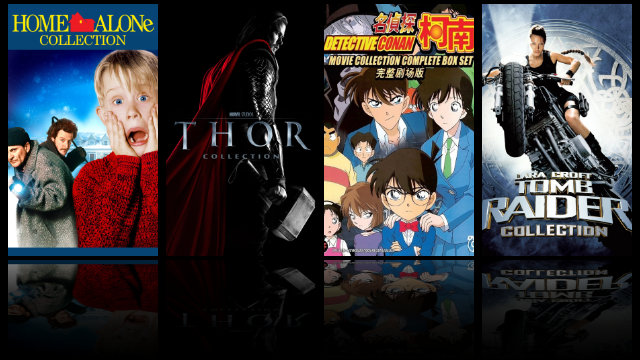 HOME ALONe
COLLECTION
THOR
COLLECTION
名侦探
柯南
DETECTIVE CONAN
MOVIE COLLECTION COMPLETE BOX SET
完整剧场版
LARA CROFT
TOMB
RAIDER
COLLECTION